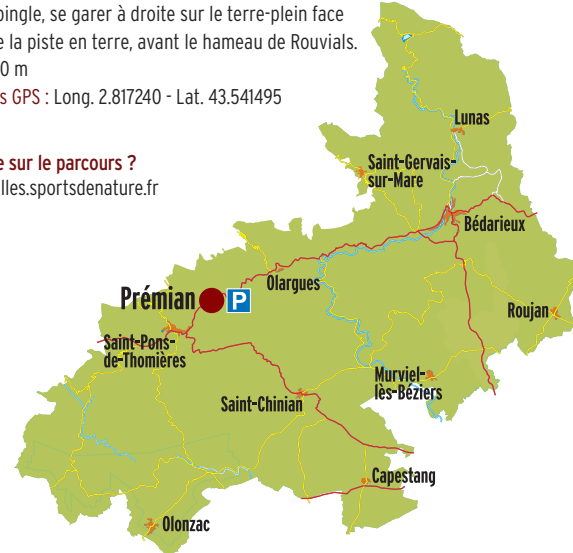 pingle, se garer à droite sur le terre-plein face
e la piste en terre, avant le hameau de Rouvials.
0 m
s GPS : Long. 2.817240 - Lat. 43.541495
e sur le parcours ?
lles.sportsdenature.fr
Lunas
Saint-Gervais-
sur-Mare
Bédarieux
Olargues
Prémian
P
Roujan
Saint-Pons-
de-Thomières
Murviel-
lès-Béziers
Saint-Chinian
Capestang
Olonzac